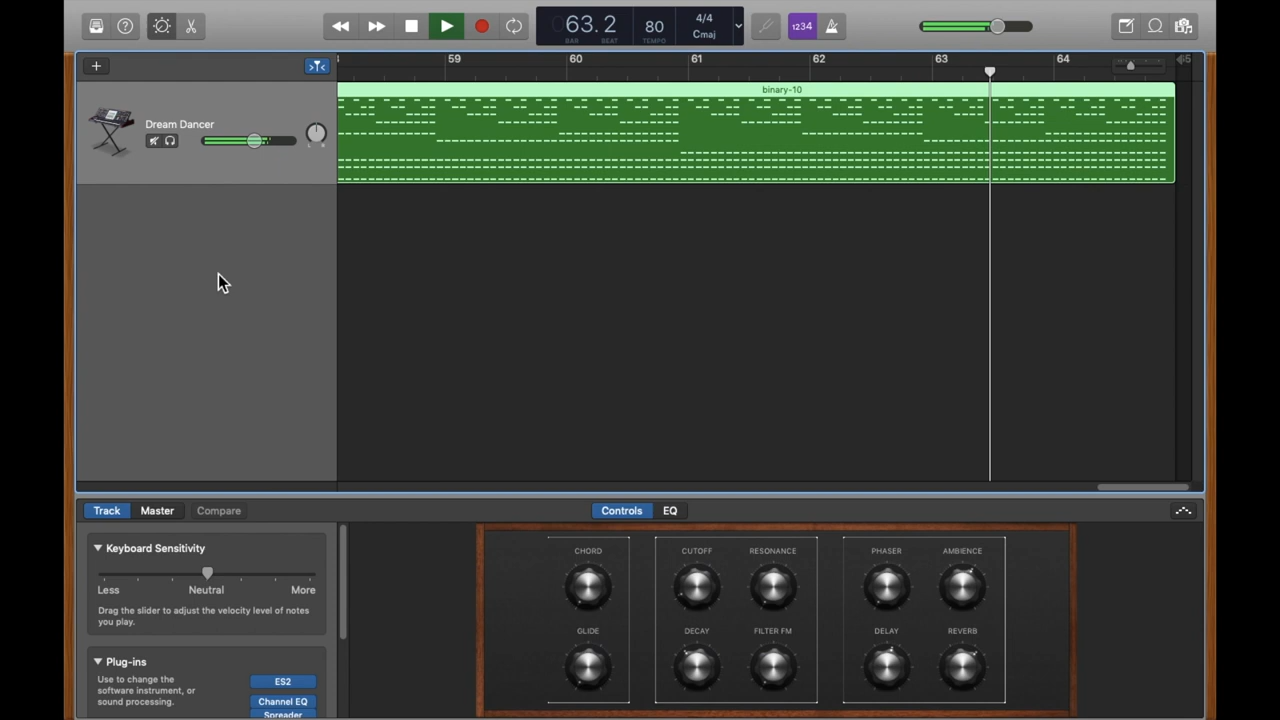 63.2
BAR
BEAT
80
TEMPO
4/4
Cmaj
1234
59
60
61
62
63
64
binary-10
Dream Dancer
Track
Master
Compare
Controls
EQ
Keyboard Sensitivity
Less
Neutral
More
Drag the slider to adjust the velocity level of notes
you play.
Plug-ins
Use to change the
software instrument, or
sound processing.
ES2
Channel EQ
Spreader
CHORD
CUTOFF
RESONANCE
PHASER
AMBIENCE
GLIDE
DECAY
FILTER FM
DELAY
REVERB